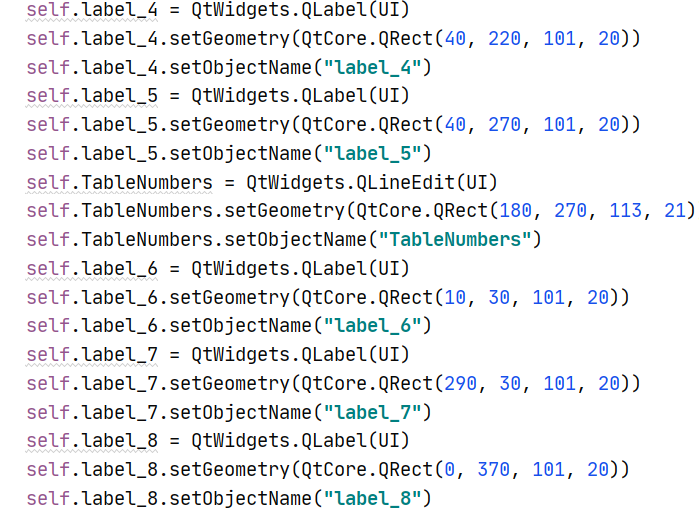 self.label_4 = QtWidgets.QLabel(UI)
self.label_4.setGeometry(QtCore.QRect(40, 220, 101, 20))
self.label_4.setObjectName("label_4")
self.label_5 = QtWidgets.QLabel(UI)
self.label_5.setGeometry(QtCore.QRect(40, 270, 101, 20))
self.label_5.setObjectName("label_5")
self.TableNumbers = QtWidgets.QLineEdit(UI)
self.TableNumbers.setGeometry(QtCore.QRect(180, 270, 113, 21)
self.TableNumbers.setObjectName("TableNumbers")
self.label_6 = QtWidgets.QLabel(UI)
self.label_6.setGeometry(QtCore.QRect(10, 30, 101, 20))
self.label_6.setObjectName("label_6")
self.label_7 = QtWidgets.QLabel(UI)
self.label_7.setGeometry(QtCore.QRect(290, 30, 101, 20))
self.label_7.setObjectName("label_7")
self.label_8 = QtWidgets.QLabel(UI)
self.label_8.setGeometry(QtCore.QRect(0, 370, 101, 20))
self.label_8.setObjectName("label_8")